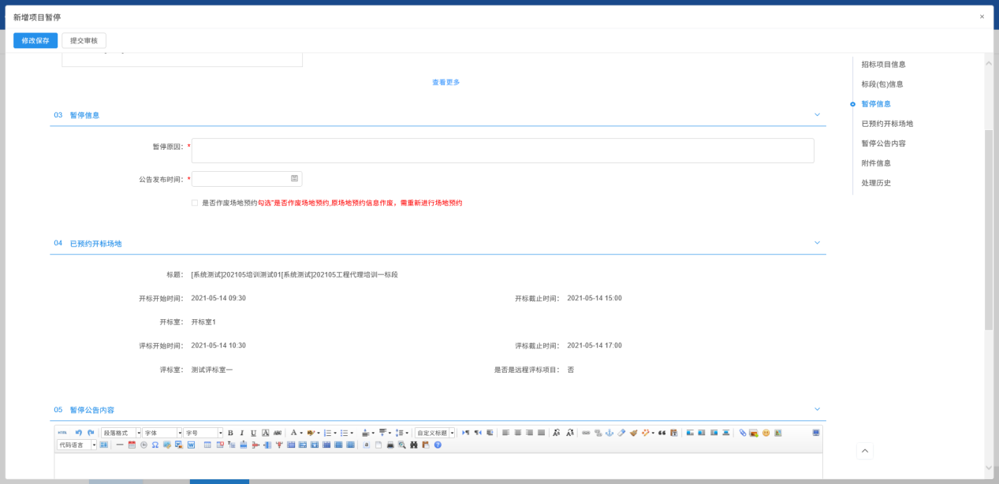 新增项目暂停
×
修改保存 提交审核
查看更多
03 暂停信息
暂停原因：*
公告发布时间：*
是否作废场地预约勾选"是否作废场地预约,原场地预约信息作废，需重新进行场地预约
04 已预约开标场地
标题： [系统测试]202105培训测试01[系统测试]202105工程代理培训一标段
开标开始时间： 2021-05-14 09:30 开标截止时间： 2021-05-14 15:00
开标室： 开标室1
评标开始时间： 2021-05-14 10:30 评标截止时间： 2021-05-14 17:00
评标室： 测试评标室一 是否是远程评标项目： 否
05 暂停公告内容
HTML 段落格式 字体 字号 B I U A ABC A 自定义标题
代码语言
招标项目信息
标段(包)信息
暂停信息
已预约开标场地
暂停公告内容
附件信息
处理历史